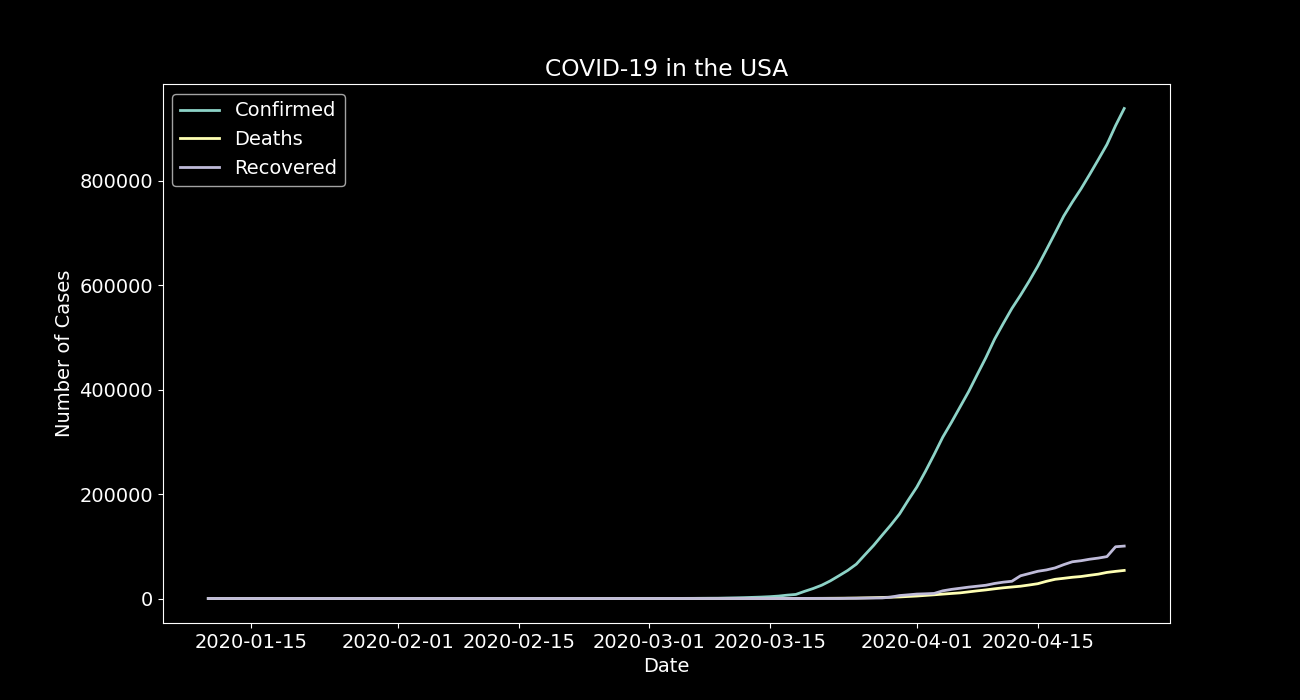 COVID-19 in the USA
Confirmed
Deaths
Recovered
Number of Cases
800000
600000
400000
200000
0
2020-01-15 2020-02-01 2020-02-15 2020-03-01 2020-03-15 2020-04-01 2020-04-15
Date